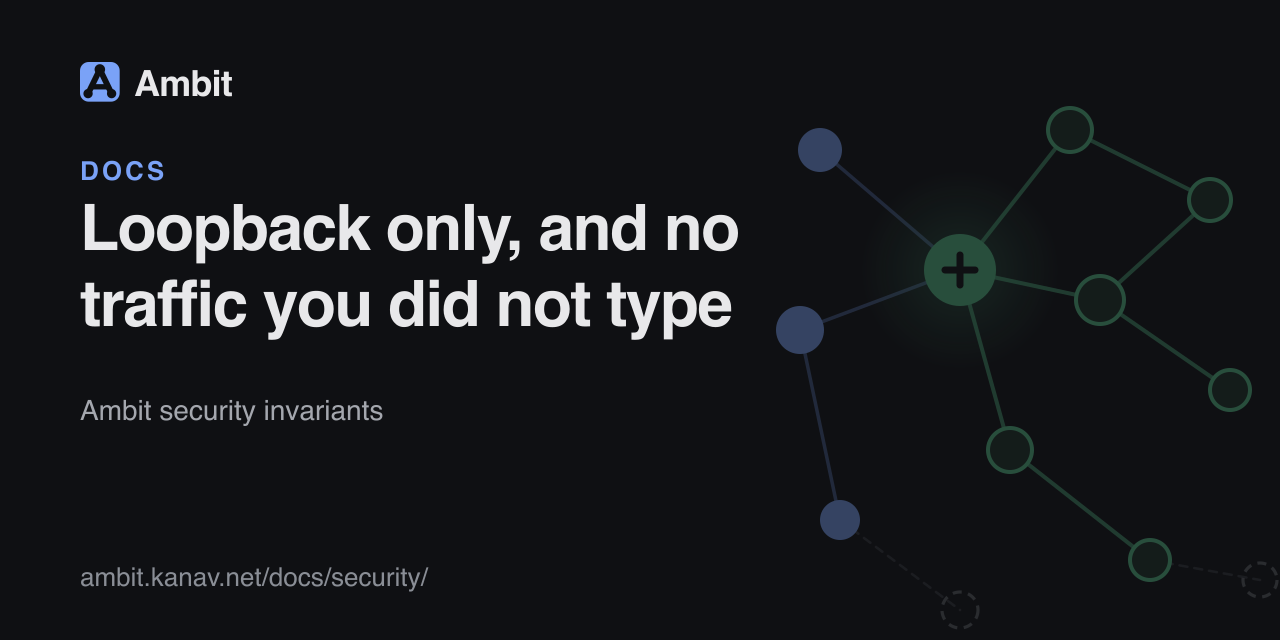 Ambit
DOCS
Loopback only, and no
traffic you did not type
Ambit security invariants
ambit.kanav.net/docs/security/